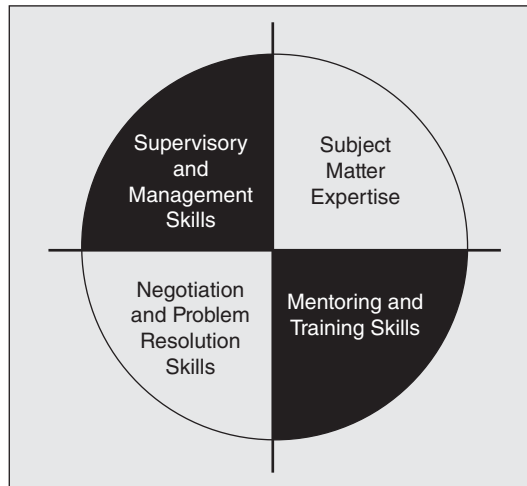 Supervisory
and
Management
Skills
Subject
Matter
Expertise
Negotiation
and Problem
Resolution
Skills
Mentoring and
Training Skills